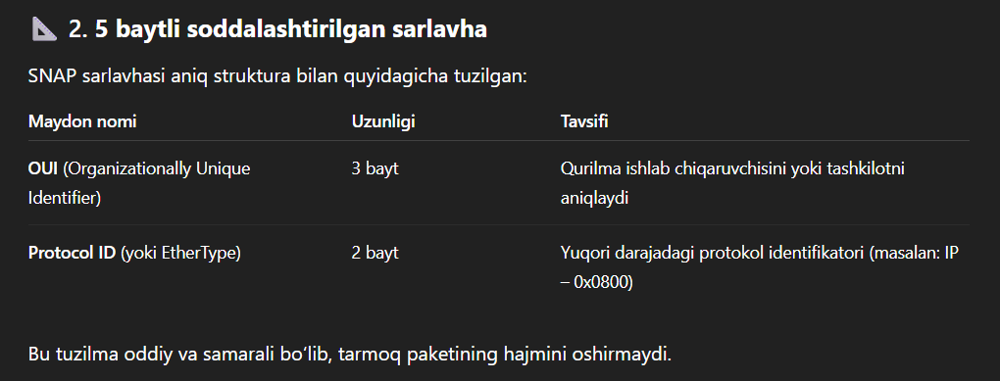 📐 2. 5 baytli soddalashtirilgan sarlavha
SNAP sarlavhasi aniq struktura bilan quyidagicha tuzilgan:
Maydon nomi Uzunligi Tavsifi
OUI (Organizationally Unique Identifier) 3 bayt Qurilma ishlab chiqaruvchisini yoki tashkilotni aniqlaydi
Protocol ID (yoki EtherType) 2 bayt Yuqori darajadagi protokol identifikatori (masalan: IP – 0x0800)
Bu tuzilma oddiy va samarali bo‘lib, tarmoq paketining hajmini oshirmaydi.